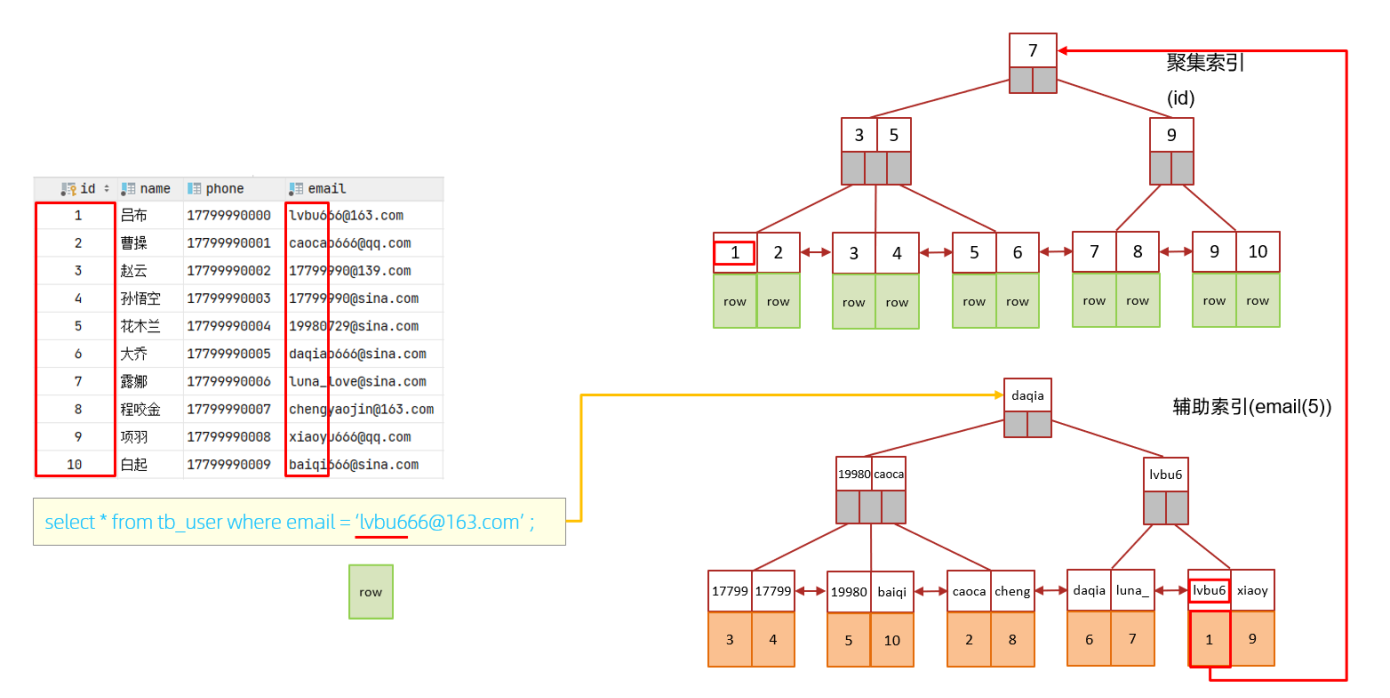 id name phone email
1 吕布 17799990000 lvbu666@163.com
2 曹操 17799990001 caocao666@qq.com
3 赵云 17799990002 17799990@139.com
4 孙悟空 17799990003 17799990@sina.com
5 花木兰 17799990004 19980729@sina.com
6 大乔 17799990005 daqiao666@sina.com
7 露娜 17799990006 luna_love@sina.com
8 程咬金 17799990007 chengyaojin@163.com
9 项羽 17799990008 xiaoyu666@qq.com
10 白起 17799990009 baiqi666@sina.com
select * from tb_user where email = ‘lvbu666@163.com’ ;
row
7
聚集索引
(id)
3 5
9
1 2 3 4 5 6 7 8 9 10
row row row row row row row row row row
daqia
辅助索引(email(5))
19980 caoca
lvbu6
17799 17799 19980 baiqi caoca cheng daqia luna_ lvbu6 xiaoy
3 4 5 10 2 8 6 7 1 9